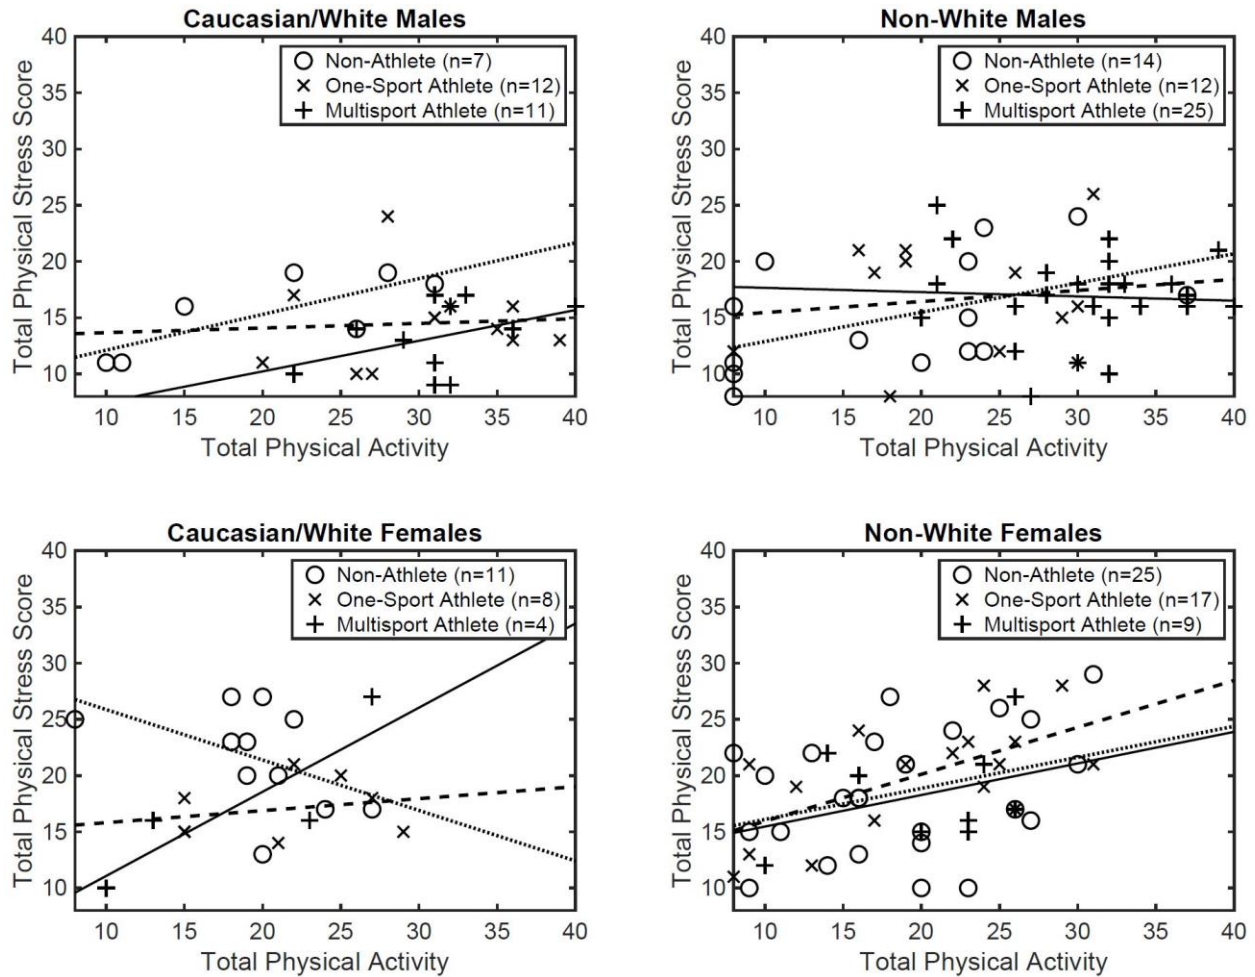 Caucasian/White Males
40
35
30
25
20
15
10
Total Physical Stress Score
Non-Athlete (n=7)
One-Sport Athlete (n=12)
Multisport Athlete (n=11)
10 15 20 25 30 35 40
Total Physical Activity
Non-White Males
40
35
30
25
20
15
10
Total Physical Stress Score
Non-Athlete (n=14)
One-Sport Athlete (n=12)
Multisport Athlete (n=25)
10 15 20 25 30 35 40
Total Physical Activity
Caucasian/White Females
40
35
30
25
20
15
10
Total Physical Stress Score
Non-Athlete (n=11)
One-Sport Athlete (n=8)
Multisport Athlete (n=4)
10 15 20 25 30 35 40
Total Physical Activity
Non-White Females
40
35
30
25
20
15
10
Total Physical Stress Score
Non-Athlete (n=25)
One-Sport Athlete (n=17)
Multisport Athlete (n=9)
10 15 20 25 30 35 40
Total Physical Activity